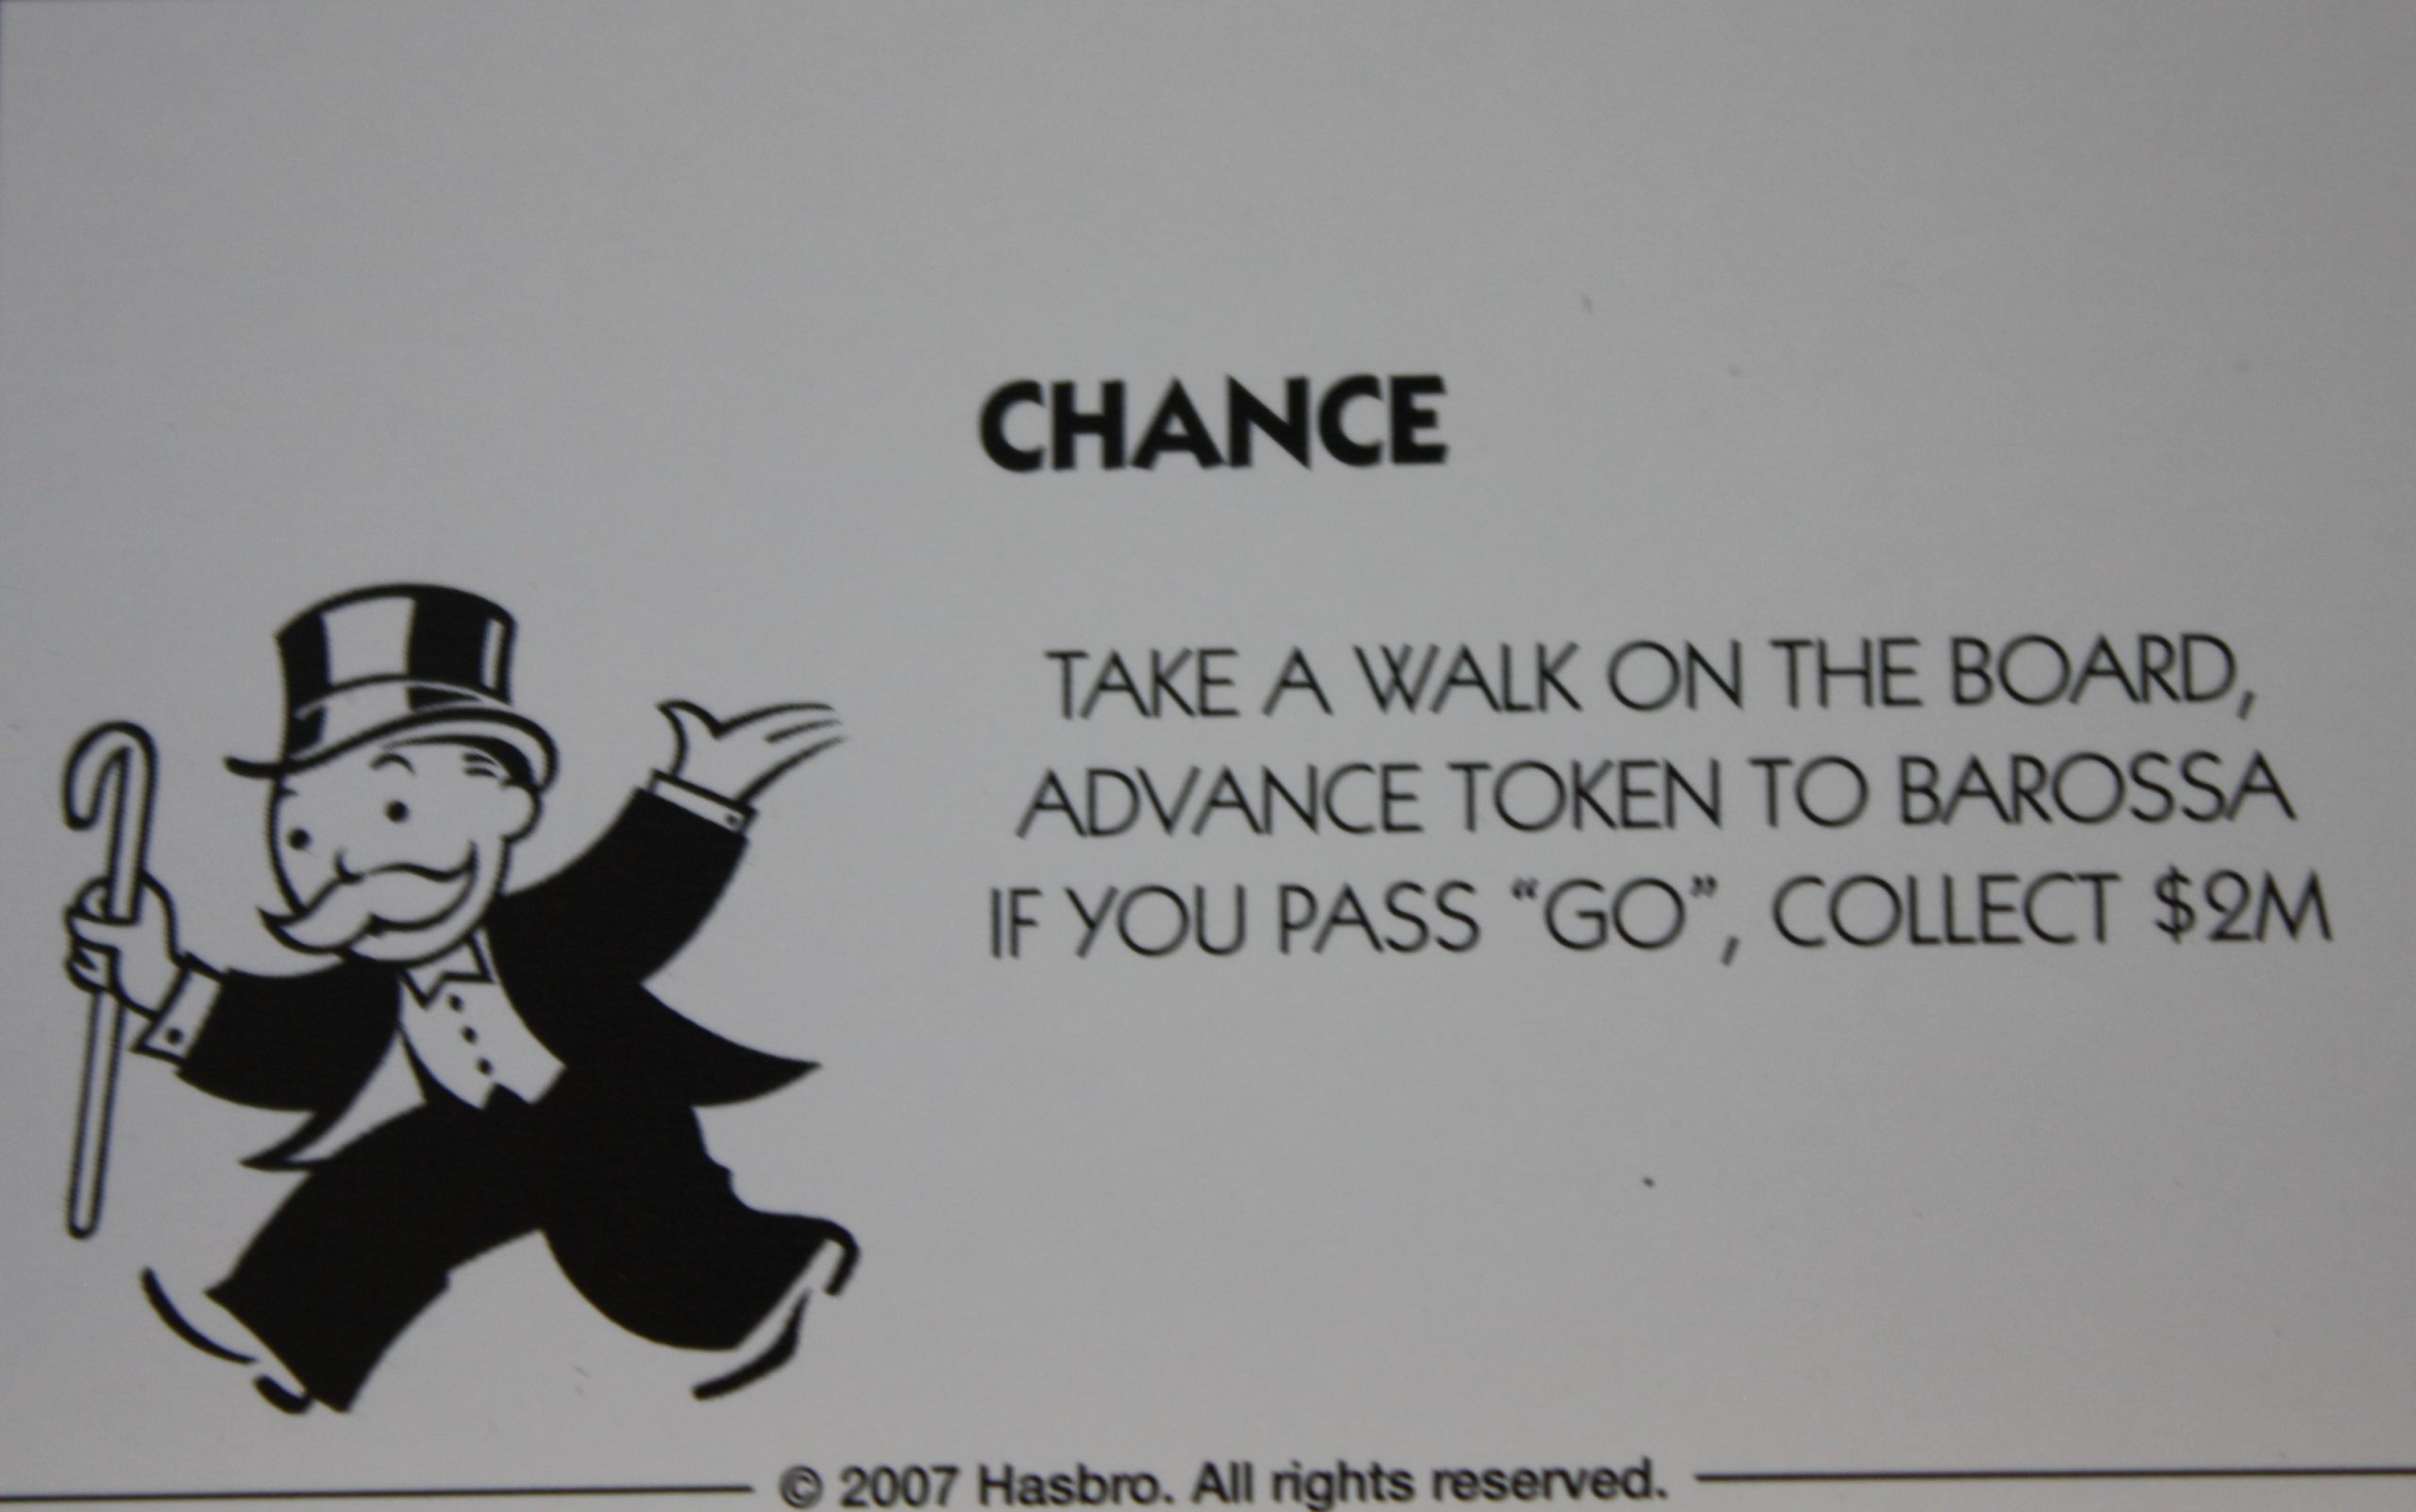 CHANCE
TAKE A WALK ON THE BOARD,
ADVANCE TOKEN TO BAROSSA
IF YOU PASS “GO”, COLLECT $2M
© 2007 Hasbro. All rights reserved.